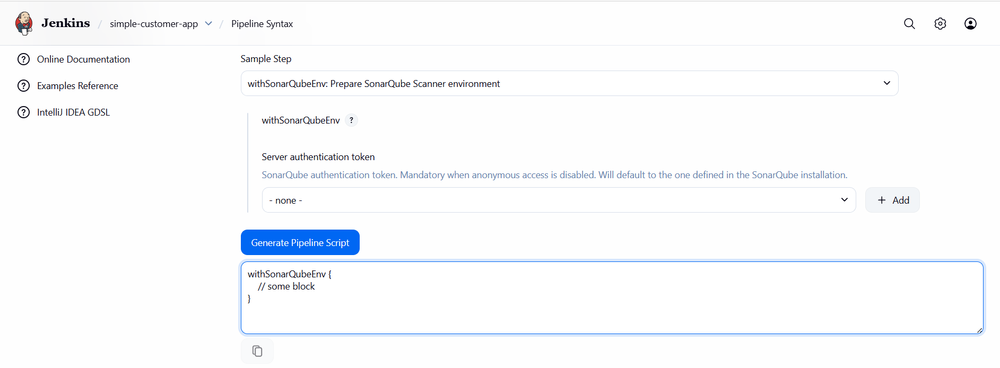 Jenkins / simple-customer-app / Pipeline Syntax
Online Documentation
Examples Reference
IntelliJ IDEA GDSL
Sample Step
withSonarQubeEnv: Prepare SonarQube Scanner environment
withSonarQubeEnv ?
Server authentication token
SonarQube authentication token. Mandatory when anonymous access is disabled. Will default to the one defined in the SonarQube installation.
- none -
+ Add
Generate Pipeline Script
withSonarQubeEnv {
    // some block
}